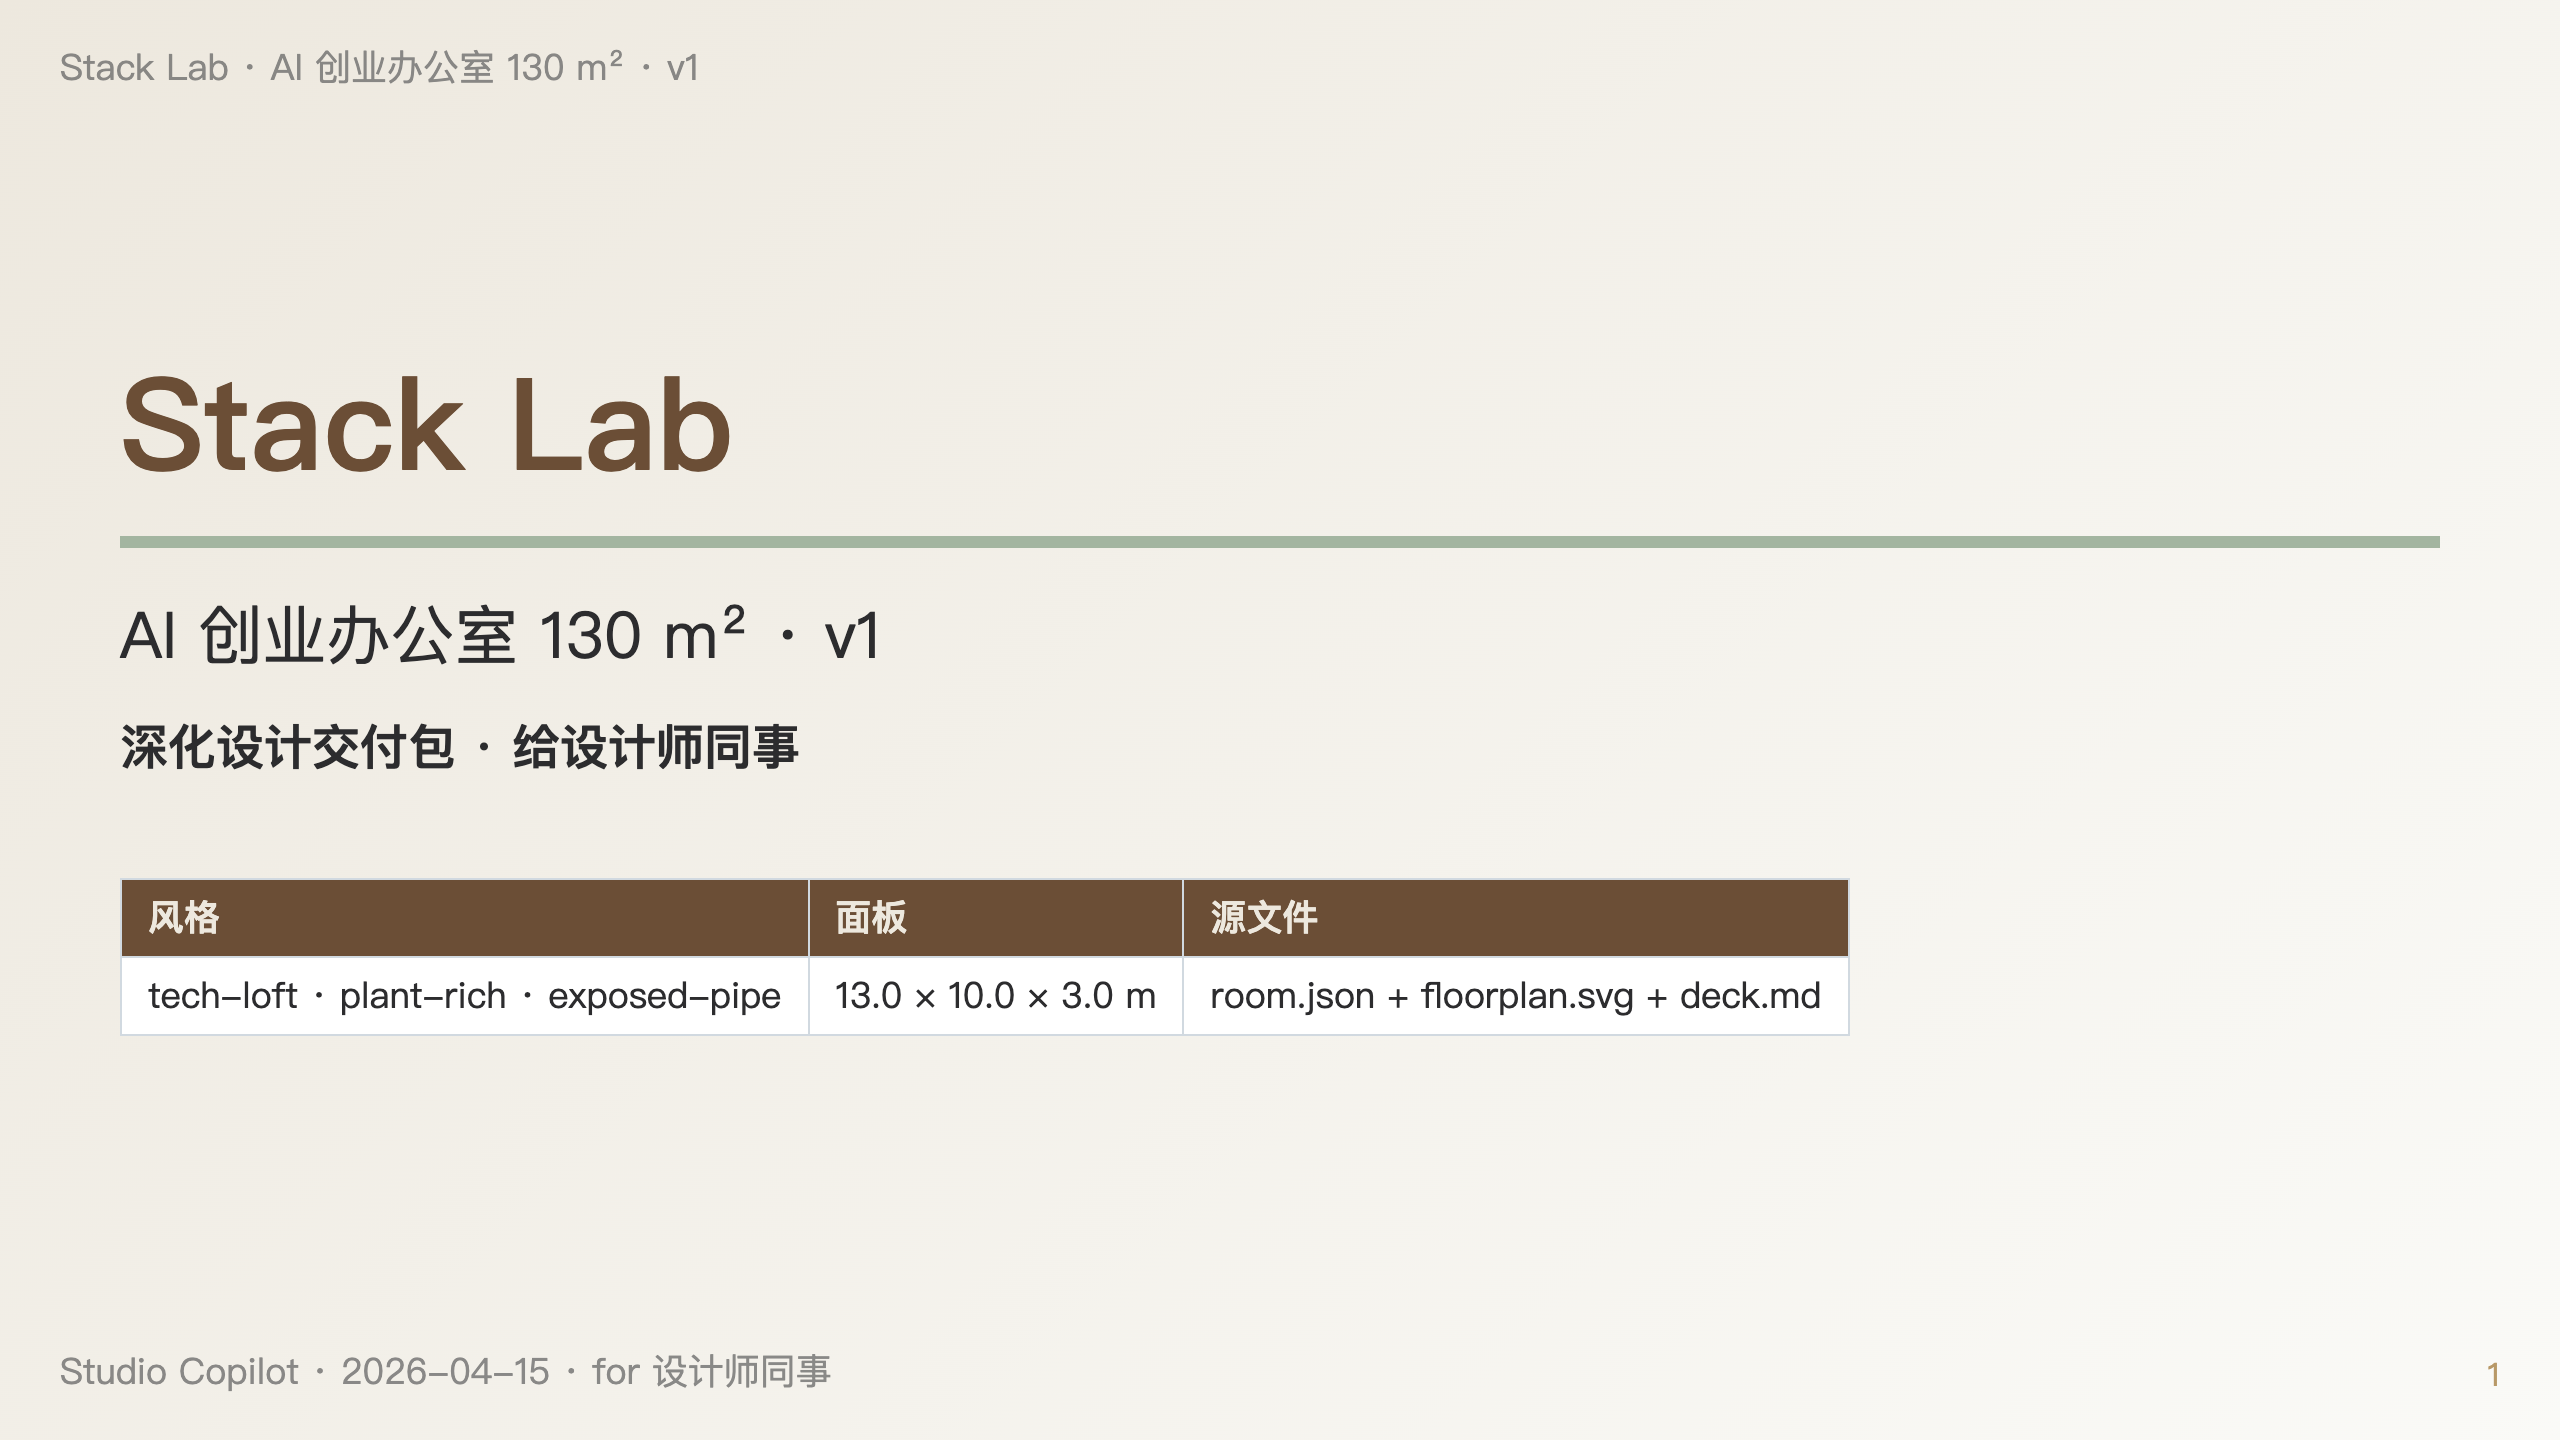 Stack Lab · AI 创业办公室 130 m² · v1
Stack Lab
AI 创业办公室 130 m² · v1
深化设计交付包 · 给设计师同事
风格 面板 源文件
tech-loft · plant-rich · exposed-pipe 13.0 × 10.0 × 3.0 m room.json + floorplan.svg + deck.md
Studio Copilot · 2026-04-15 · for 设计师同事
1